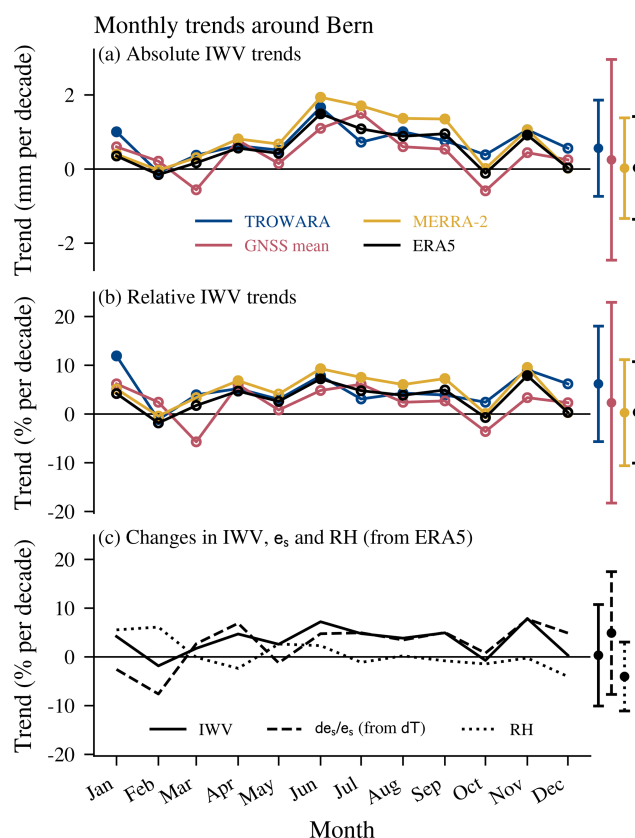 Monthly trends around Bern
(a) Absolute IWV trends
Trend (mm per decade)
2
0
-2
TROWARA
MERRA-2
GNSS mean
ERA5
(b) Relative IWV trends
Trend (% per decade)
20
10
0
-10
-20
(c) Changes in IWV, eₛ and RH (from ERA5)
Trend (% per decade)
20
10
0
-10
-20
IWV
deₛ/eₛ (from dT)
RH
Jan Feb Mar Apr May Jun Jul Aug Sep Oct Nov Dec
Month